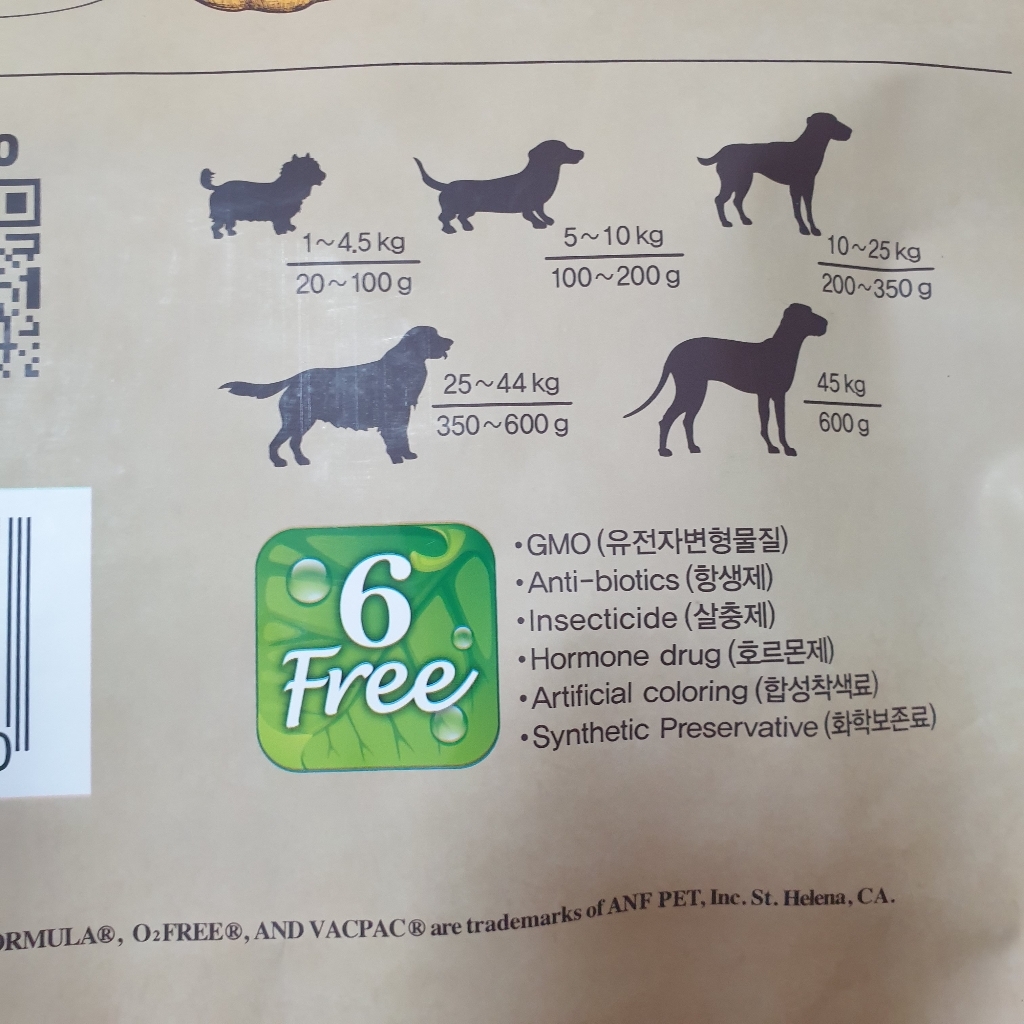 1~4.5 kg
20~100 g
5~10 kg
100~200 g
10~25 kg
200~350 g
25~44 kg
350~600 g
45 kg
600 g
6
Free
•GMO (유전자변형물질)
•Anti-biotics (항생제)
•Insecticide (살충제)
•Hormone drug (호르몬제)
•Artificial coloring (합성착색료)
•Synthetic Preservative (화학보존료)
ORMULA®, O₂FREE®, AND VACPAC® are trademarks of ANF PET, Inc. St. Helena, CA.